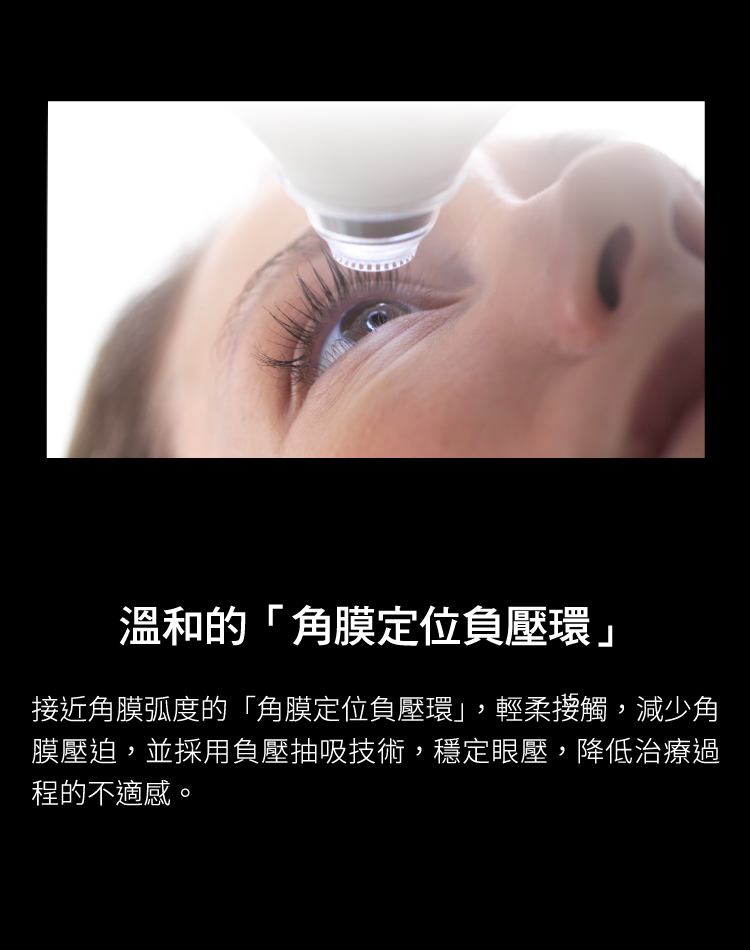 溫和的「角膜定位負壓環」
接近角膜弧度的「角膜定位負壓環」，輕柔接觸，減少角
膜壓迫，並採用負壓抽吸技術，穩定眼壓，降低治療過
程的不適感。